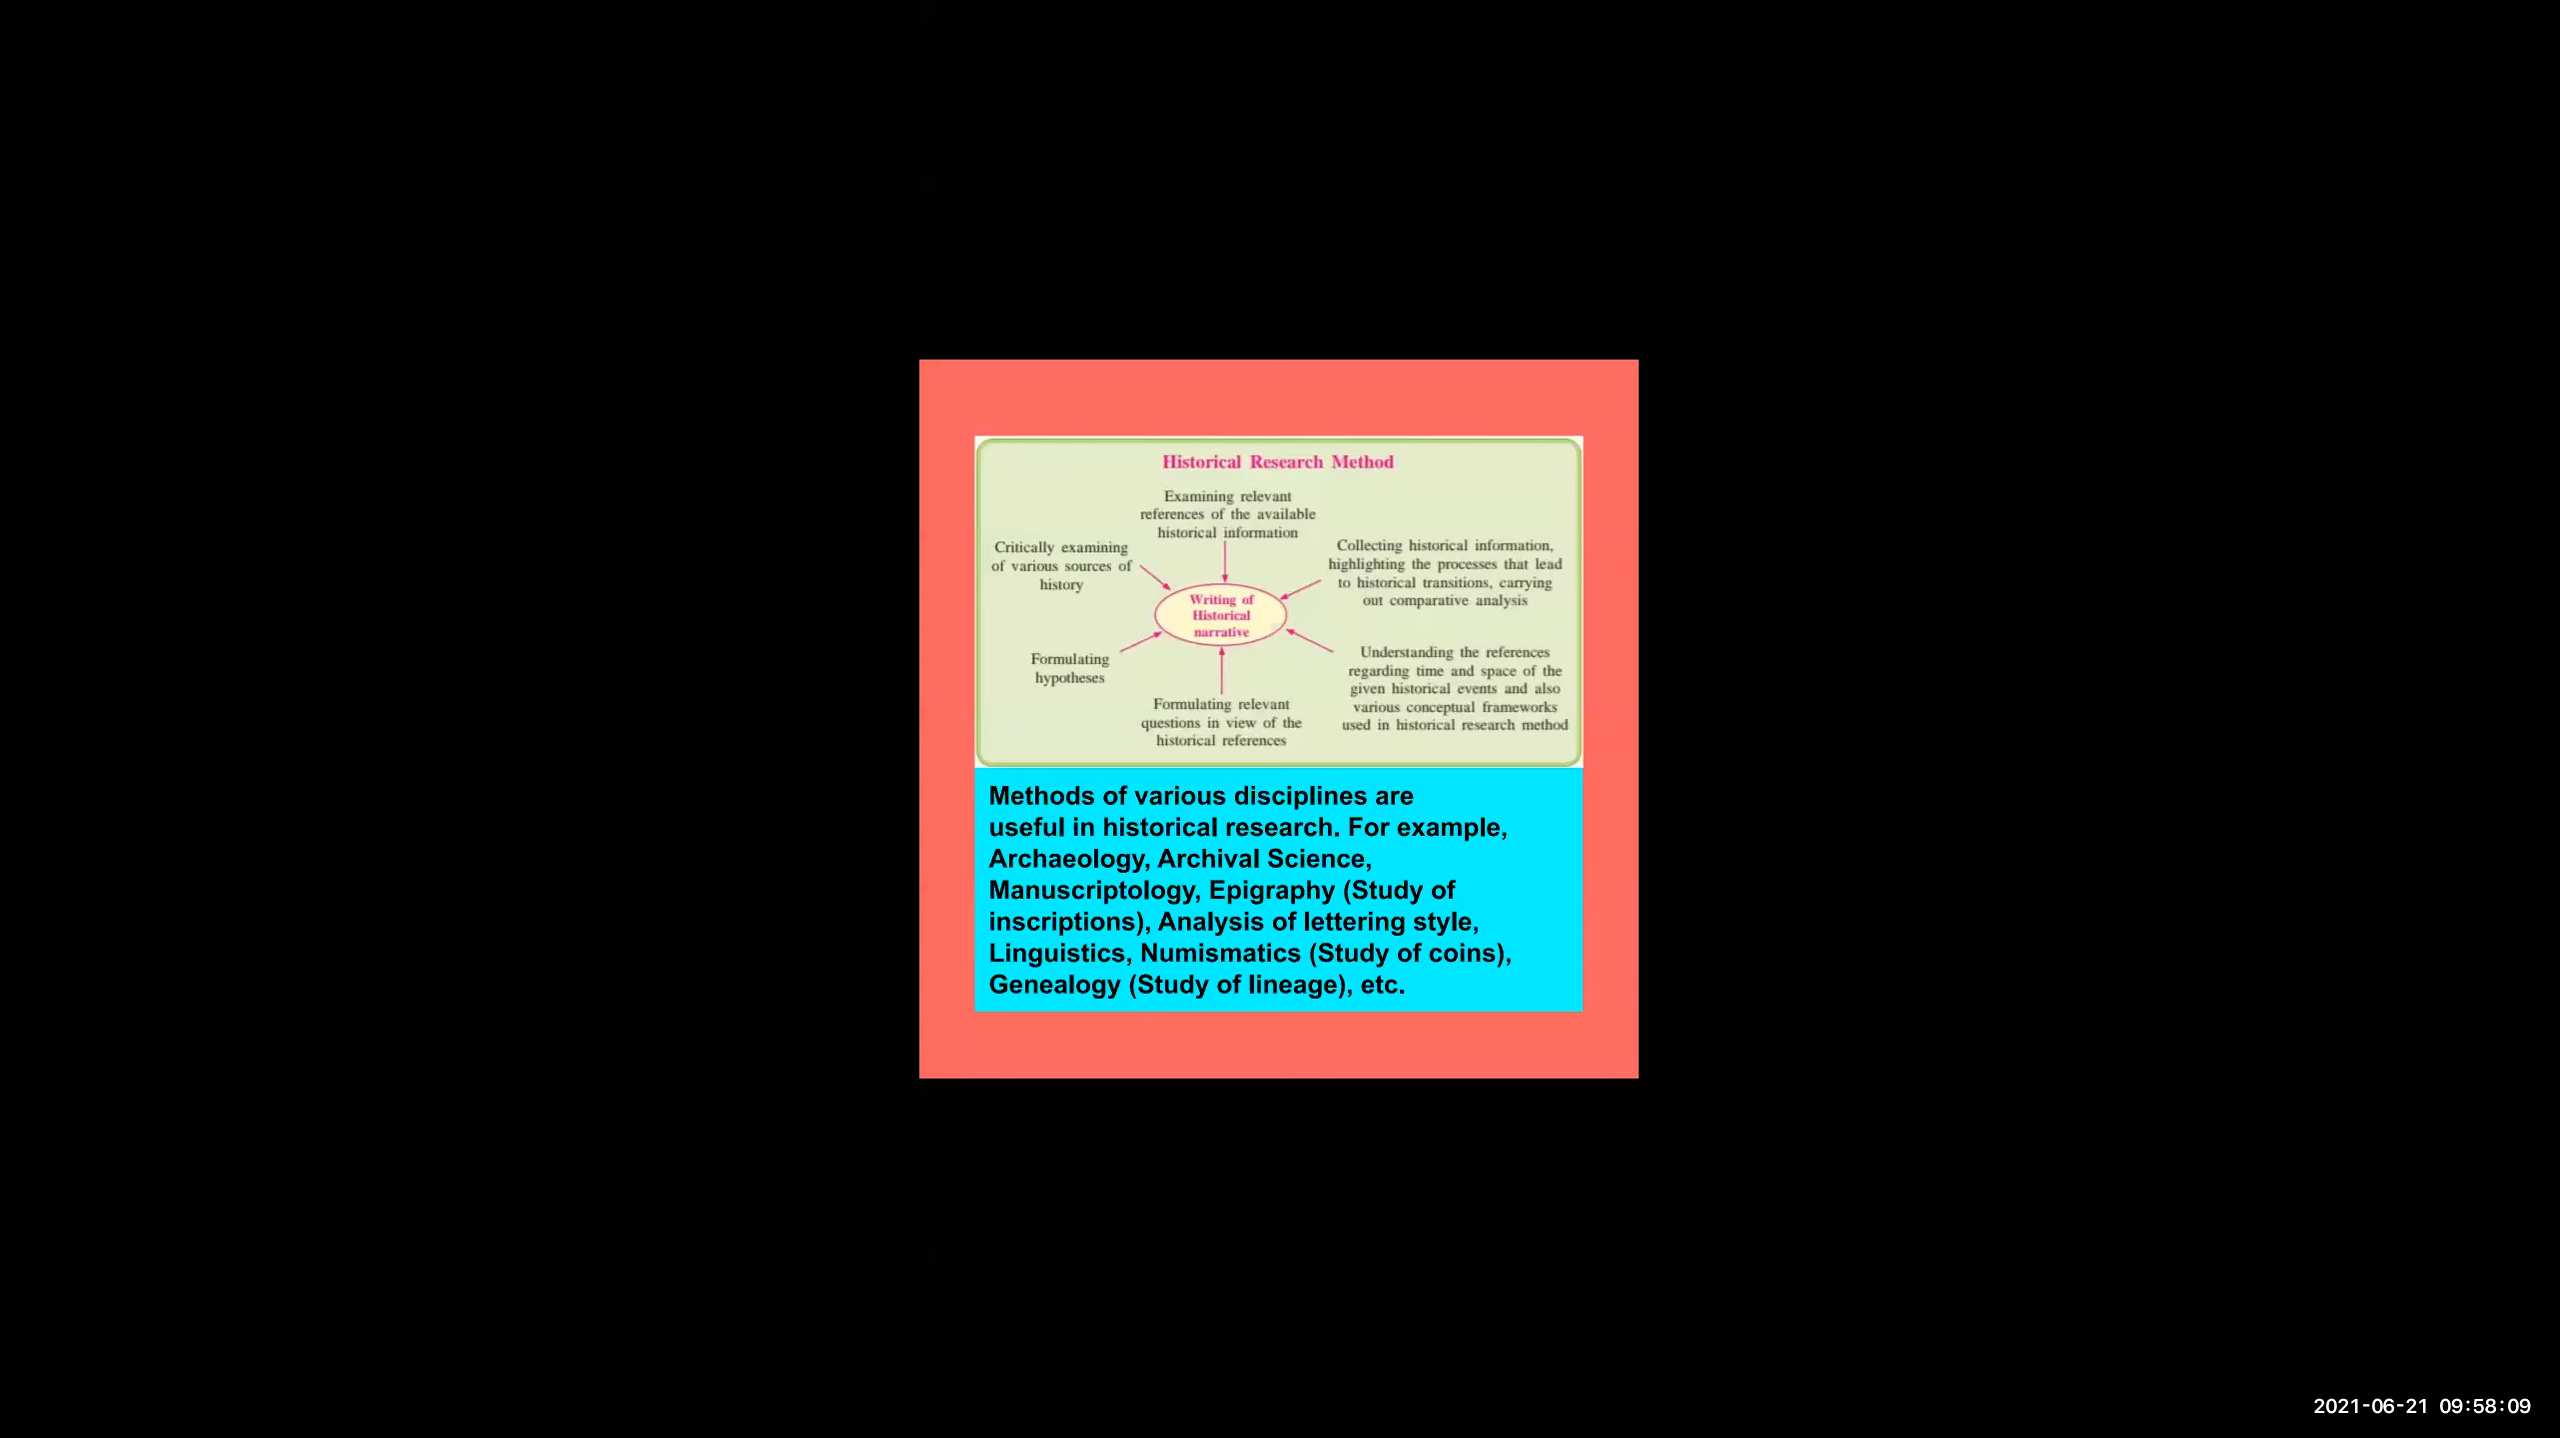 Historical Research Method
Examining relevant
references of the available
historical information
Critically examining
of various sources of
history
Collecting historical information,
highlighting the processes that lead
to historical transitions, carrying
out comparative analysis
Writing of
Historical
narrative
Formulating
hypotheses
Understanding the references
regarding time and space of the
given historical events and also
various conceptual frameworks
used in historical research method
Formulating relevant
questions in view of the
historical references
Methods of various disciplines are
useful in historical research. For example,
Archaeology, Archival Science,
Manuscriptology, Epigraphy (Study of
inscriptions), Analysis of lettering style,
Linguistics, Numismatics (Study of coins),
Genealogy (Study of lineage), etc.
2021-06-21 09:58:09